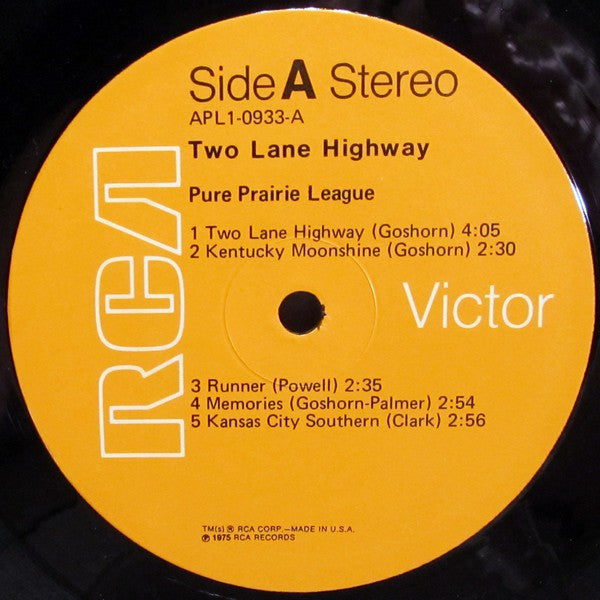 Side A Stereo
APL1-0933-A
Two Lane Highway
Pure Prairie League
1 Two Lane Highway (Goshorn) 4:05
2 Kentucky Moonshine (Goshorn) 2:30
RCA
Victor
3 Runner (Powell) 2:35
4 Memories (Goshorn-Palmer) 2:54
5 Kansas City Southern (Clark) 2:56
TM(s) ® RCA CORP.—MADE IN U.S.A.
℗ 1975 RCA RECORDS